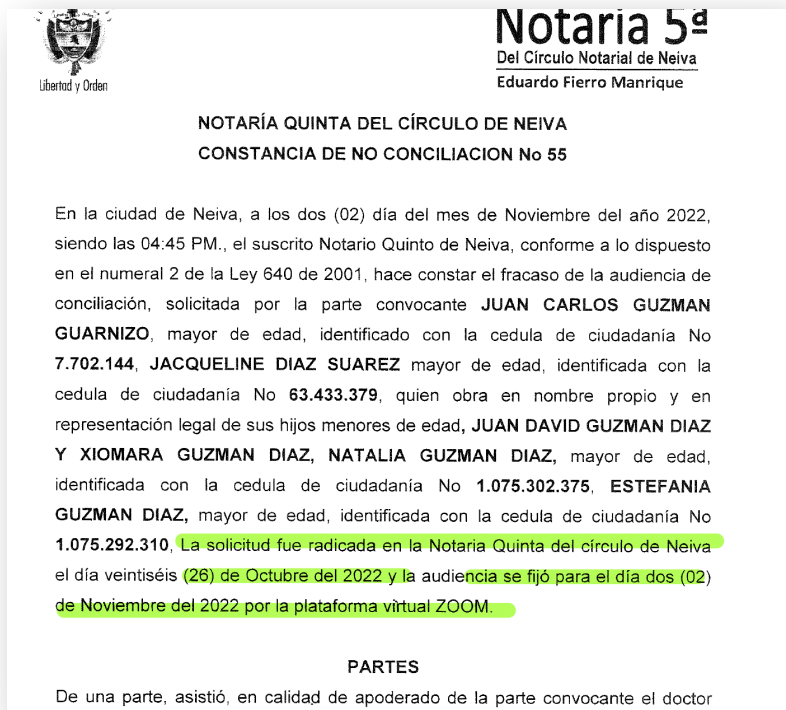 Notaria 5ª
Libertad y Orden
Del Círculo Notarial de Neiva
Eduardo Fierro Manrique
NOTARÍA QUINTA DEL CÍRCULO DE NEIVA
CONSTANCIA DE NO CONCILIACION No 55
En la ciudad de Neiva, a los dos (02) día del mes de Noviembre del año 2022,
siendo las 04:45 PM., el suscrito Notario Quinto de Neiva, conforme a lo dispuesto
en el numeral 2 de la Ley 640 de 2001, hace constar el fracaso de la audiencia de
conciliación, solicitada por la parte convocante JUAN CARLOS GUZMAN
GUARNIZO, mayor de edad, identificado con la cedula de ciudadanía No
7.702.144, JACQUELINE DIAZ SUAREZ mayor de edad, identificada con la
cedula de ciudadanía No 63.433.379, quien obra en nombre propio y en
representación legal de sus hijos menores de edad, JUAN DAVID GUZMAN DIAZ
Y XIOMARA GUZMAN DIAZ, NATALIA GUZMAN DIAZ, mayor de edad,
identificada con la cedula de ciudadanía No 1.075.302.375, ESTEFANIA
GUZMAN DIAZ, mayor de edad, identificada con la cedula de ciudadanía No
1.075.292.310, La solicitud fue radicada en la Notaria Quinta del círculo de Neiva
el día veintiséis (26) de Octubre del 2022 y la audiencia se fijó para el día dos (02)
de Noviembre del 2022 por la plataforma virtual ZOOM.
PARTES
De una parte, asistió, en calidad de apoderado de la parte convocante el doctor